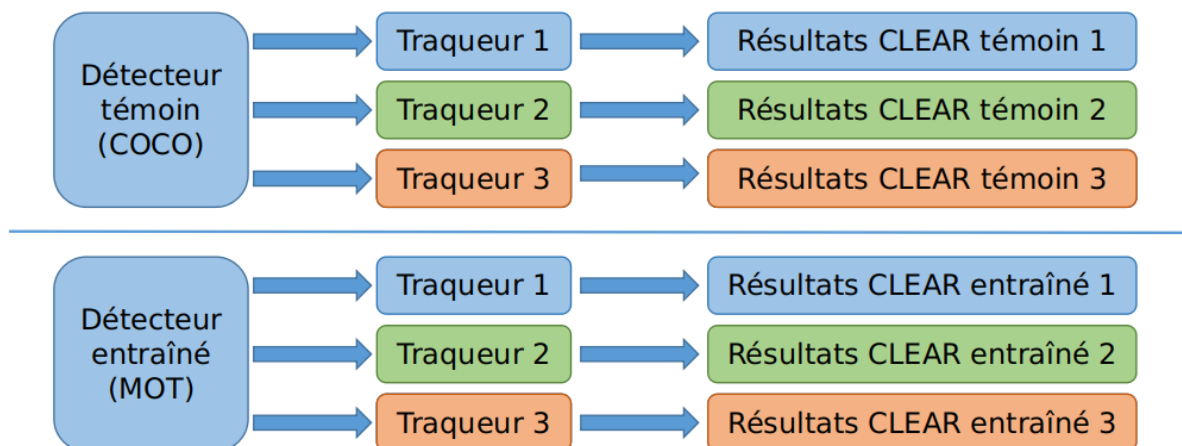 Détecteur
témoin
(COCO)
Traqueur 1
Résultats CLEAR témoin 1
Traqueur 2
Résultats CLEAR témoin 2
Traqueur 3
Résultats CLEAR témoin 3
Détecteur
entraîné
(MOT)
Traqueur 1
Résultats CLEAR entraîné 1
Traqueur 2
Résultats CLEAR entraîné 2
Traqueur 3
Résultats CLEAR entraîné 3